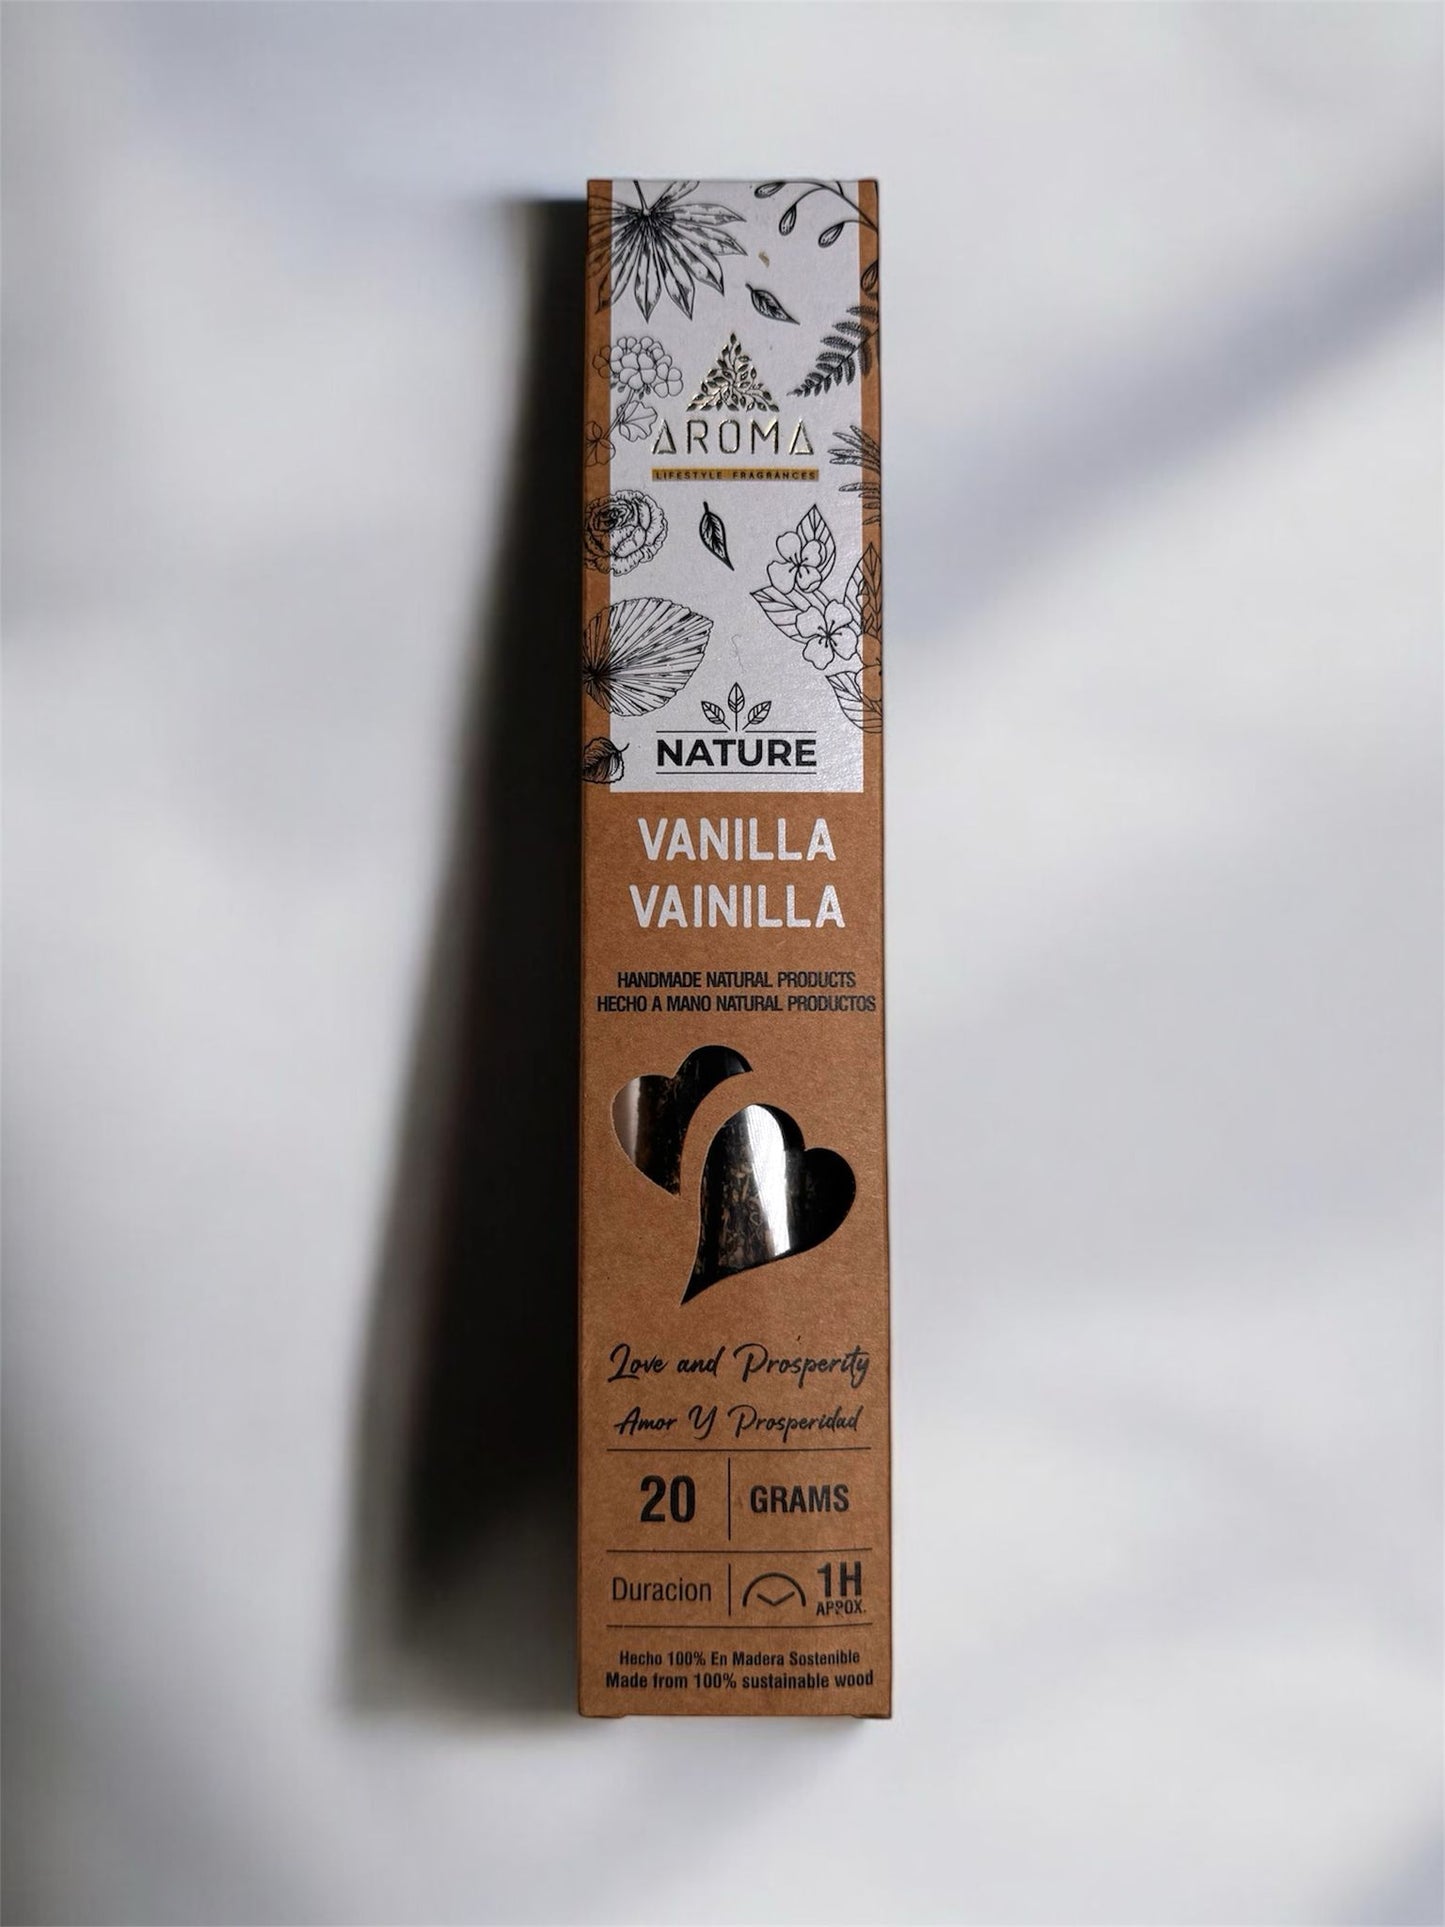 AROMA
LIFESTYLE FRAGRANCES
NATURE
VANILLA
VAINILLA
HANDMADE NATURAL PRODUCTS
HECHO A MANO NATURAL PRODUCTOS
Love and Prosperity
Amor Y Prosperidad
20 GRAMS
Duracion 1H
APPOX.
Hecho 100% En Madera Sostenible
Made from 100% sustainable wood